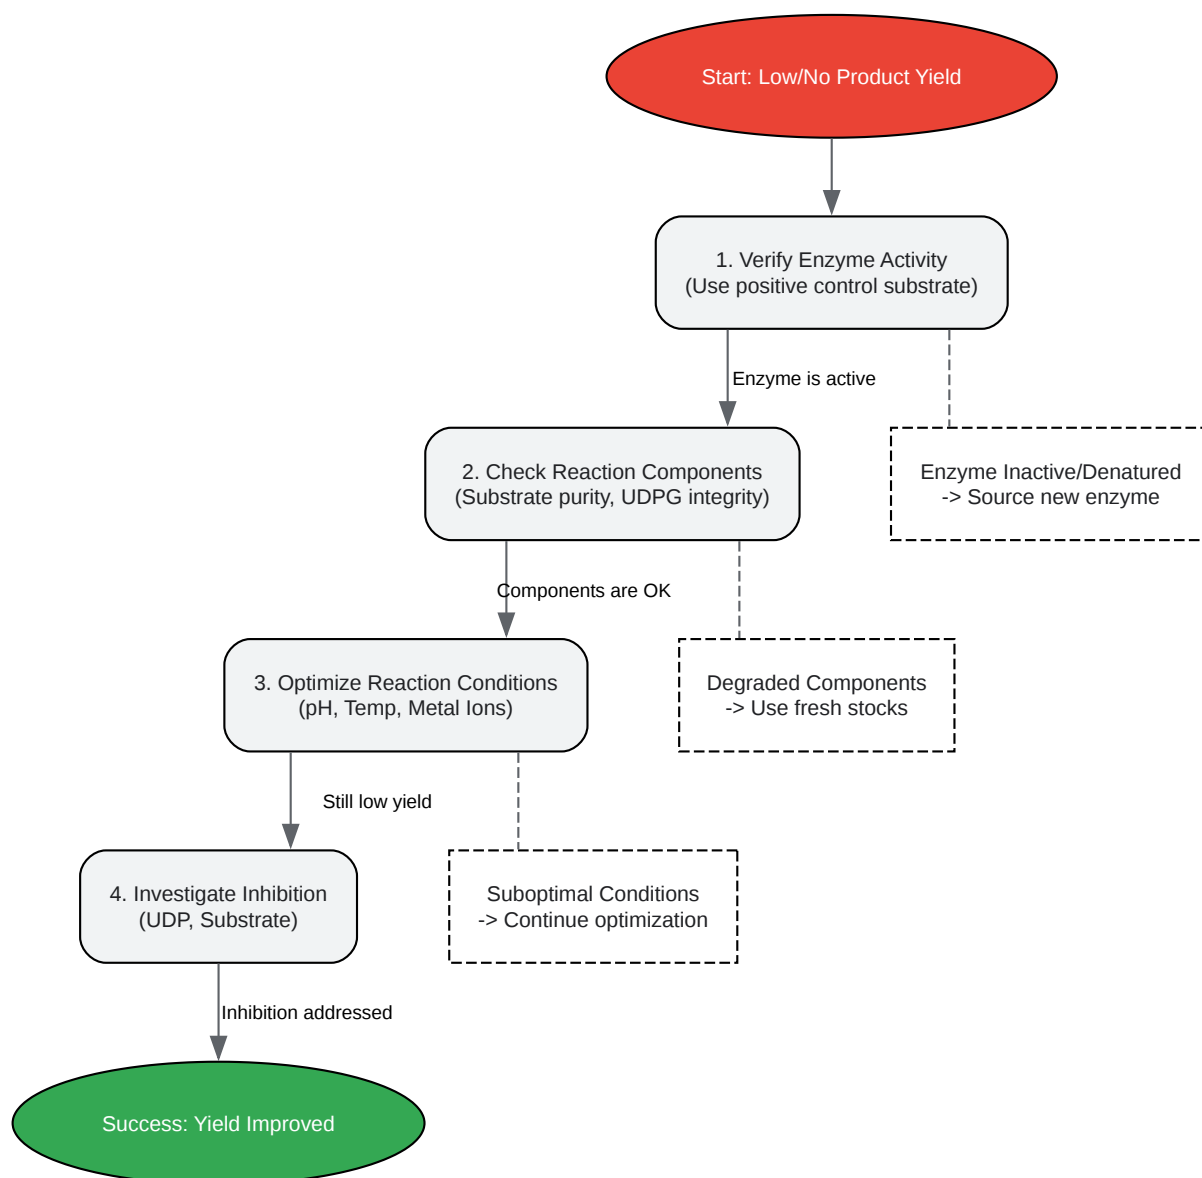 Start: Low/No Product Yield
1. Verify Enzyme Activity
(Use positive control substrate)
Enzyme is active
2. Check Reaction Components
(Substrate purity, UDPG integrity)
Enzyme Inactive/Denatured
-> Source new enzyme
Components are OK
3. Optimize Reaction Conditions
(pH, Temp, Metal Ions)
Degraded Components
-> Use fresh stocks
Still low yield
4. Investigate Inhibition
(UDP, Substrate)
Suboptimal Conditions
-> Continue optimization
Inhibition addressed
Success: Yield Improved